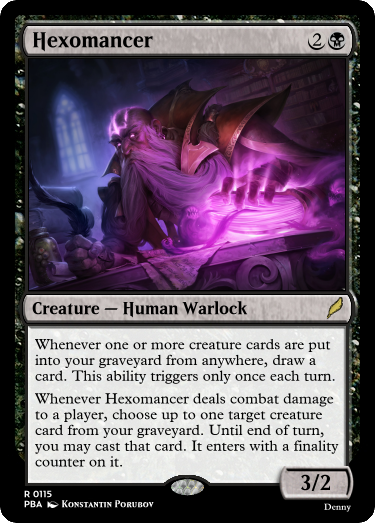 Hexomancer 2
Creature — Human Warlock
Whenever one or more creature cards are put
into your graveyard from anywhere, draw a
card. This ability triggers only once each turn.
Whenever Hexomancer deals combat damage
to a player, choose up to one target creature
card from your graveyard. Until end of turn,
you may cast that card. It enters with a finality
counter on it.
3/2
R 0115
PBA Konstantin Porubov
Denny